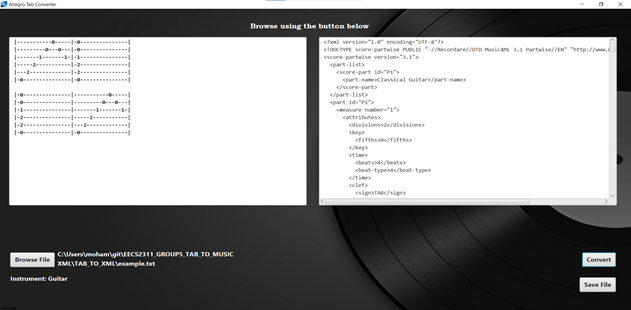 Allegro Tab Converter
Browse using the button below
|-----------0-----|-0---------------|
|---------0---0---|-0---------------|
|-------1-------1-|-1---------------|
|-----2-----------|-2---------------|
|---2-------------|-2---------------|
|-0---------------|-0---------------|
|-0---------------|-----------0-----|
|-0---------------|---------0---0---|
|-1---------------|-------1-------1-|
|-2---------------|-----2-----------|
|-2---------------|---2-------------|
|-0---------------|-0---------------|
<?xml version="1.0" encoding="UTF-8"?>
<!DOCTYPE score-partwise PUBLIC "-//Recordare//DTD MusicXML 3.1 Partwise//EN" "http://www.
<score-partwise version="3.1">
<part-list>
<score-part id="P1">
<part-name>Classical Guitar</part-name>
</score-part>
</part-list>
<part id="P1">
<measure number="1">
<attributes>
<divisions>2</divisions>
<key>
<fifths>0</fifths>
</key>
<time>
<beats>4</beats>
<beat-type>4</beat-type>
</time>
<clef>
<sign>TAB</sign>
Browse File
C:\Users\moham\git\EECS2311_GROUP5_TAB_TO_MUSIC
XML\TAB_TO_XML\example.txt
Convert
Instrument: Guitar
Save File